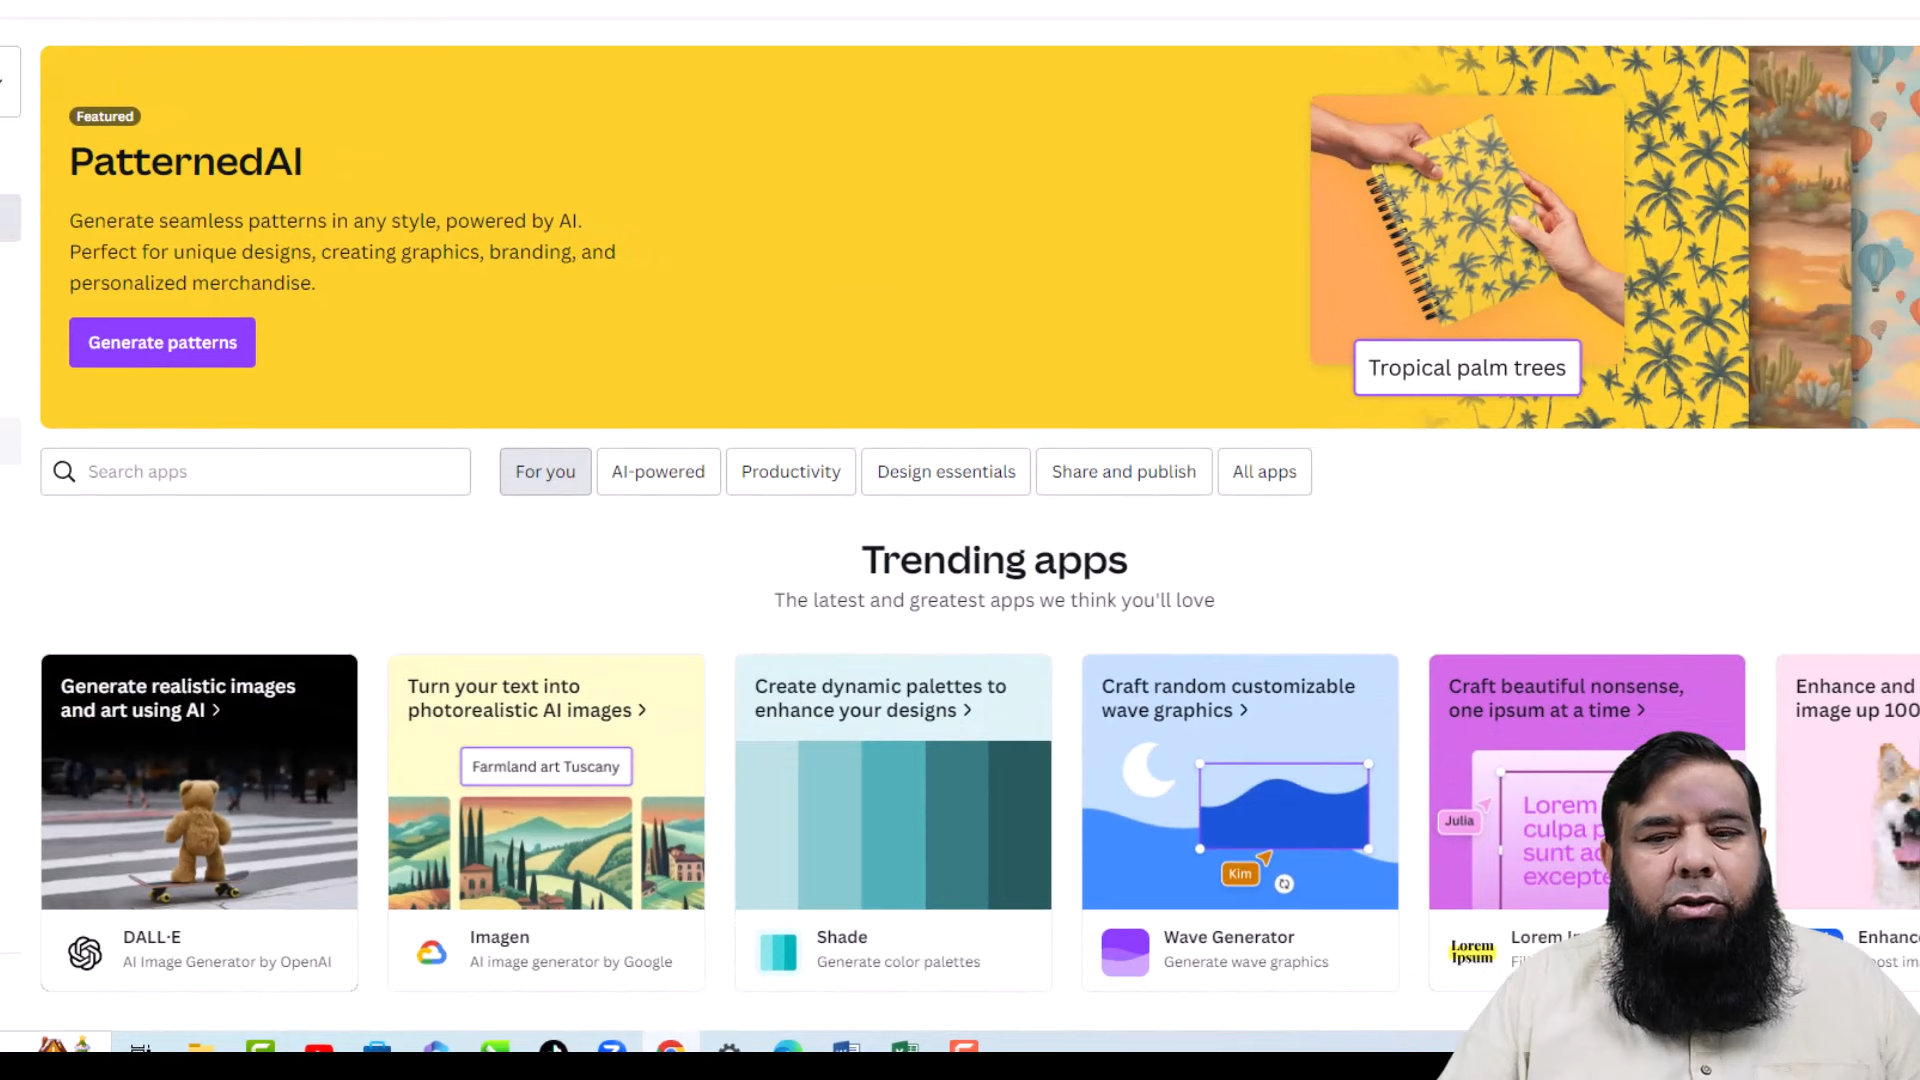 Featured
PatternedAI
Generate seamless patterns in any style, powered by AI.
Perfect for unique designs, creating graphics, branding, and
personalized merchandise.
Generate patterns
Tropical palm trees
Search apps
For you
AI-powered
Productivity
Design essentials
Share and publish
All apps
Trending apps
The latest and greatest apps we think you'll love
Generate realistic images
and art using AI >
DALL·E
AI Image Generator by OpenAI
Turn your text into
photorealistic AI images >
Farmland art Tuscany
Imagen
AI image generator by Google
Create dynamic palettes to
enhance your designs >
Shade
Generate color palettes
Craft random customizable
wave graphics >
Kim
Wave Generator
Generate wave graphics
Craft beautiful nonsense,
one ipsum at a time >
Julia
Lorem
culpa
sunt
Lorem
Ipsum
Lorem
Enhance and
image up 100